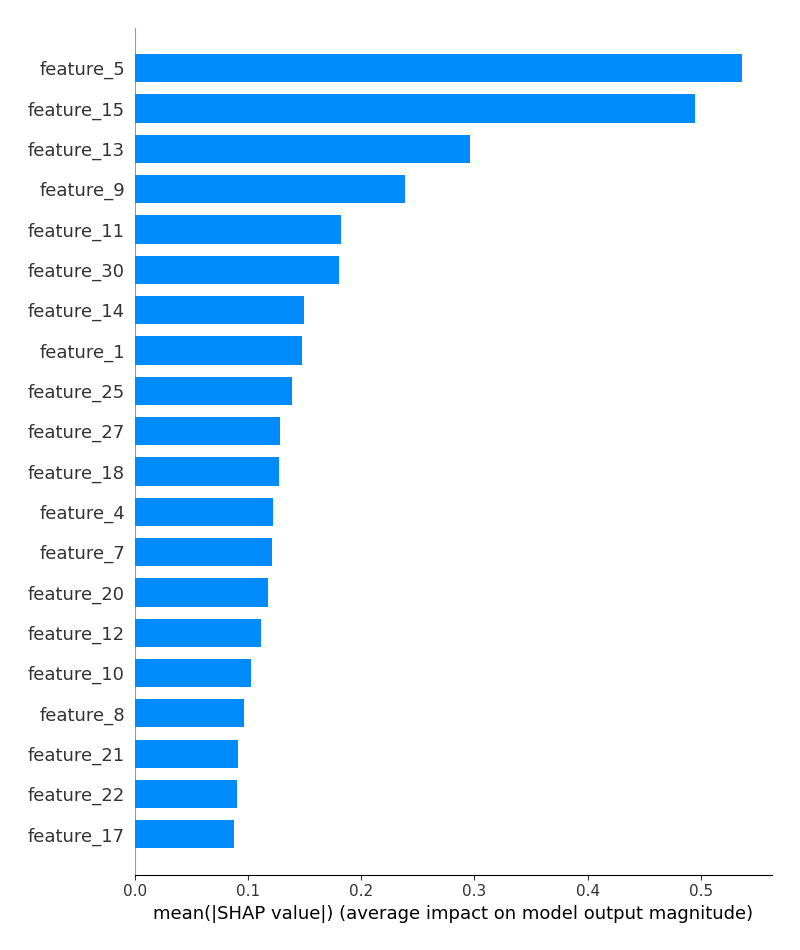 feature_5
feature_15
feature_13
feature_9
feature_11
feature_30
feature_14
feature_1
feature_25
feature_27
feature_18
feature_4
feature_7
feature_20
feature_12
feature_10
feature_8
feature_21
feature_22
feature_17
0.0 0.1 0.2 0.3 0.4 0.5
mean(|SHAP value|) (average impact on model output magnitude)